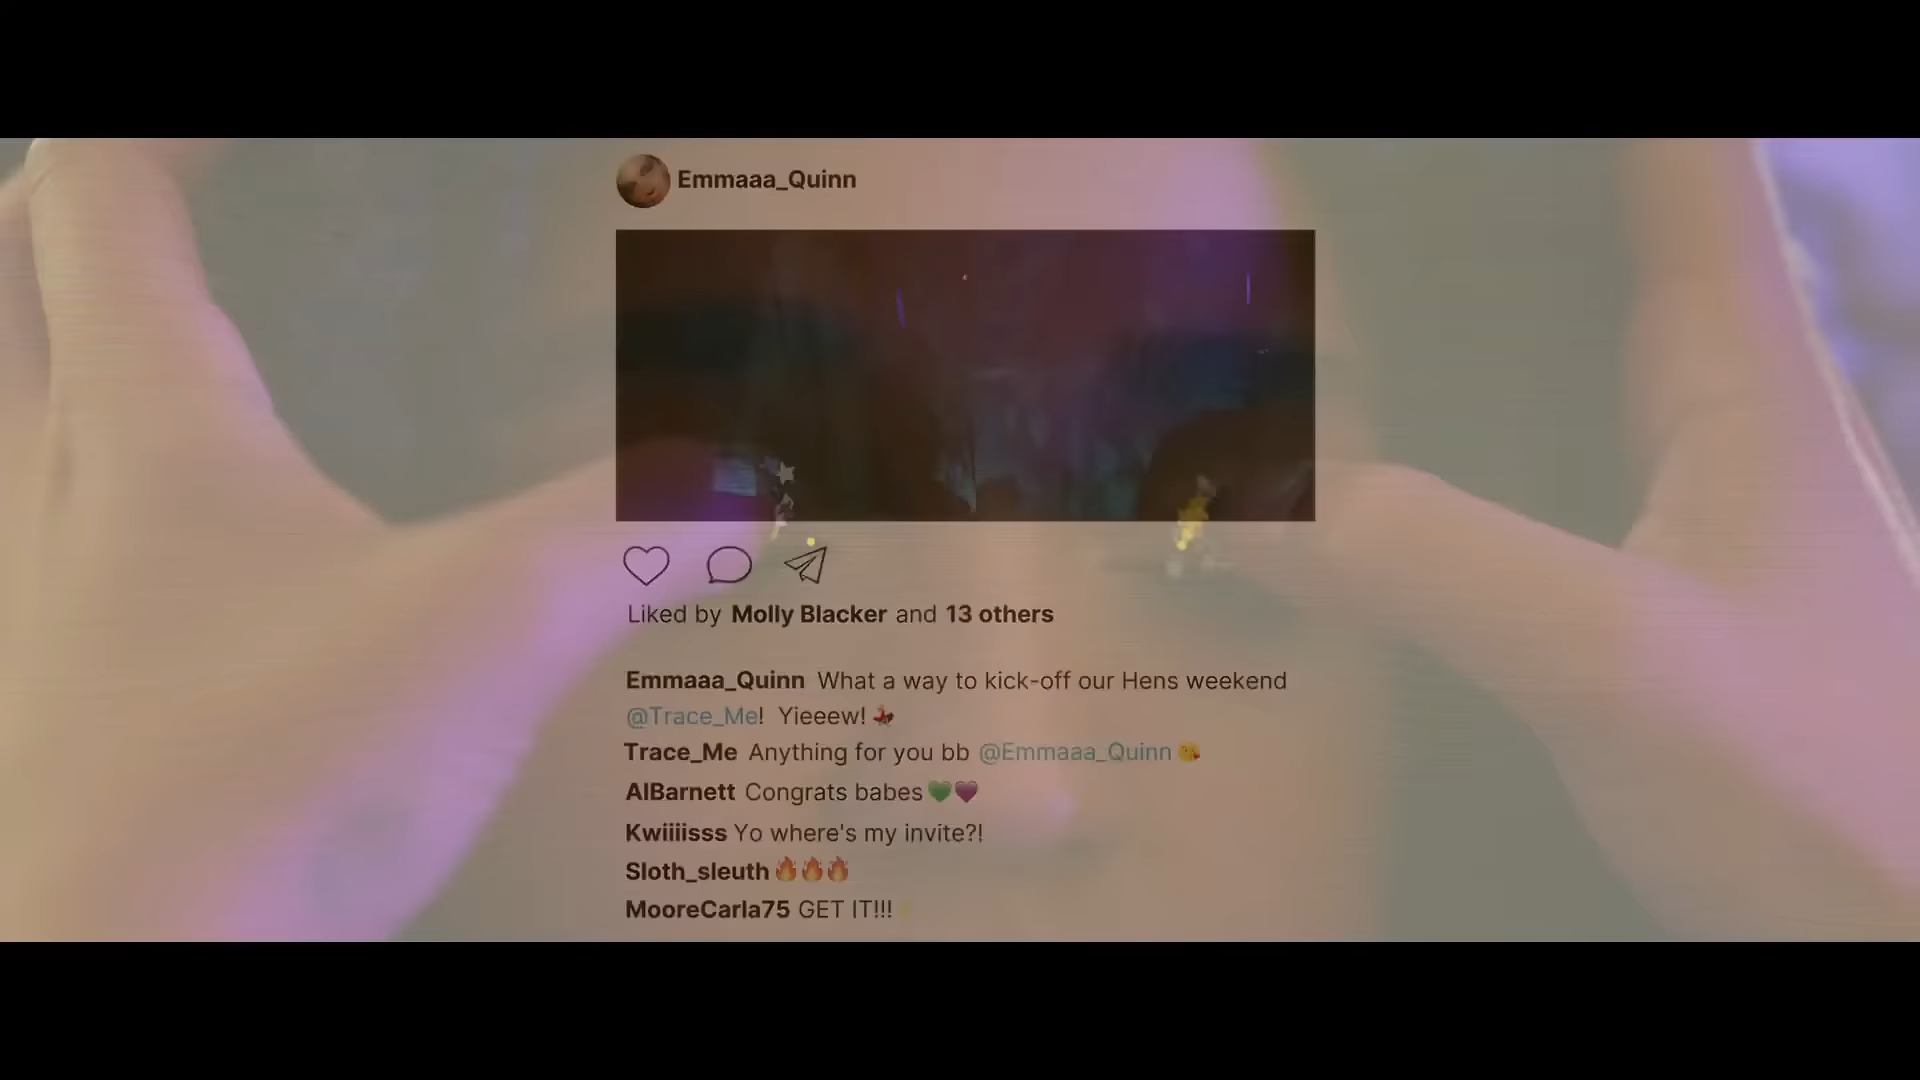 Emmaaa_Quinn
Liked by Molly Blacker and 13 others
Emmaaa_Quinn What a way to kick-off our Hens weekend
@Trace_Me! Yieeew! 💃
Trace_Me Anything for you bb @Emmaaa_Quinn 😘
AlBarnett Congrats babes 💚💜
Kwiiiisss Yo where's my invite?!
Sloth_sleuth 🔥🔥🔥
MooreCarla75 GET IT!!!